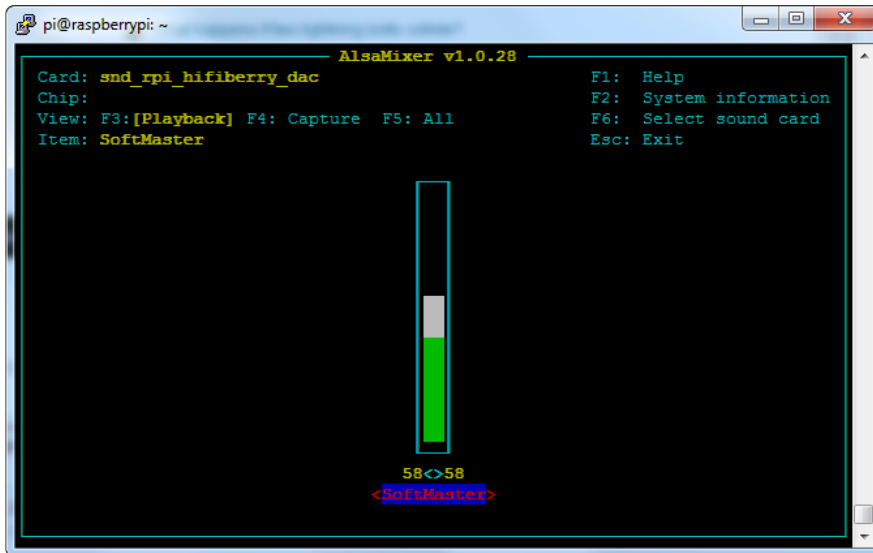 pi@raspberrypi: ~
AlsaMixer v1.0.28
Card: snd_rpi_hifiberry_dac F1: Help
Chip: F2: System information
View: F3:[Playback] F4: Capture F5: All F6: Select sound card
Item: SoftMaster Esc: Exit
58<>58
<SoftMaster>